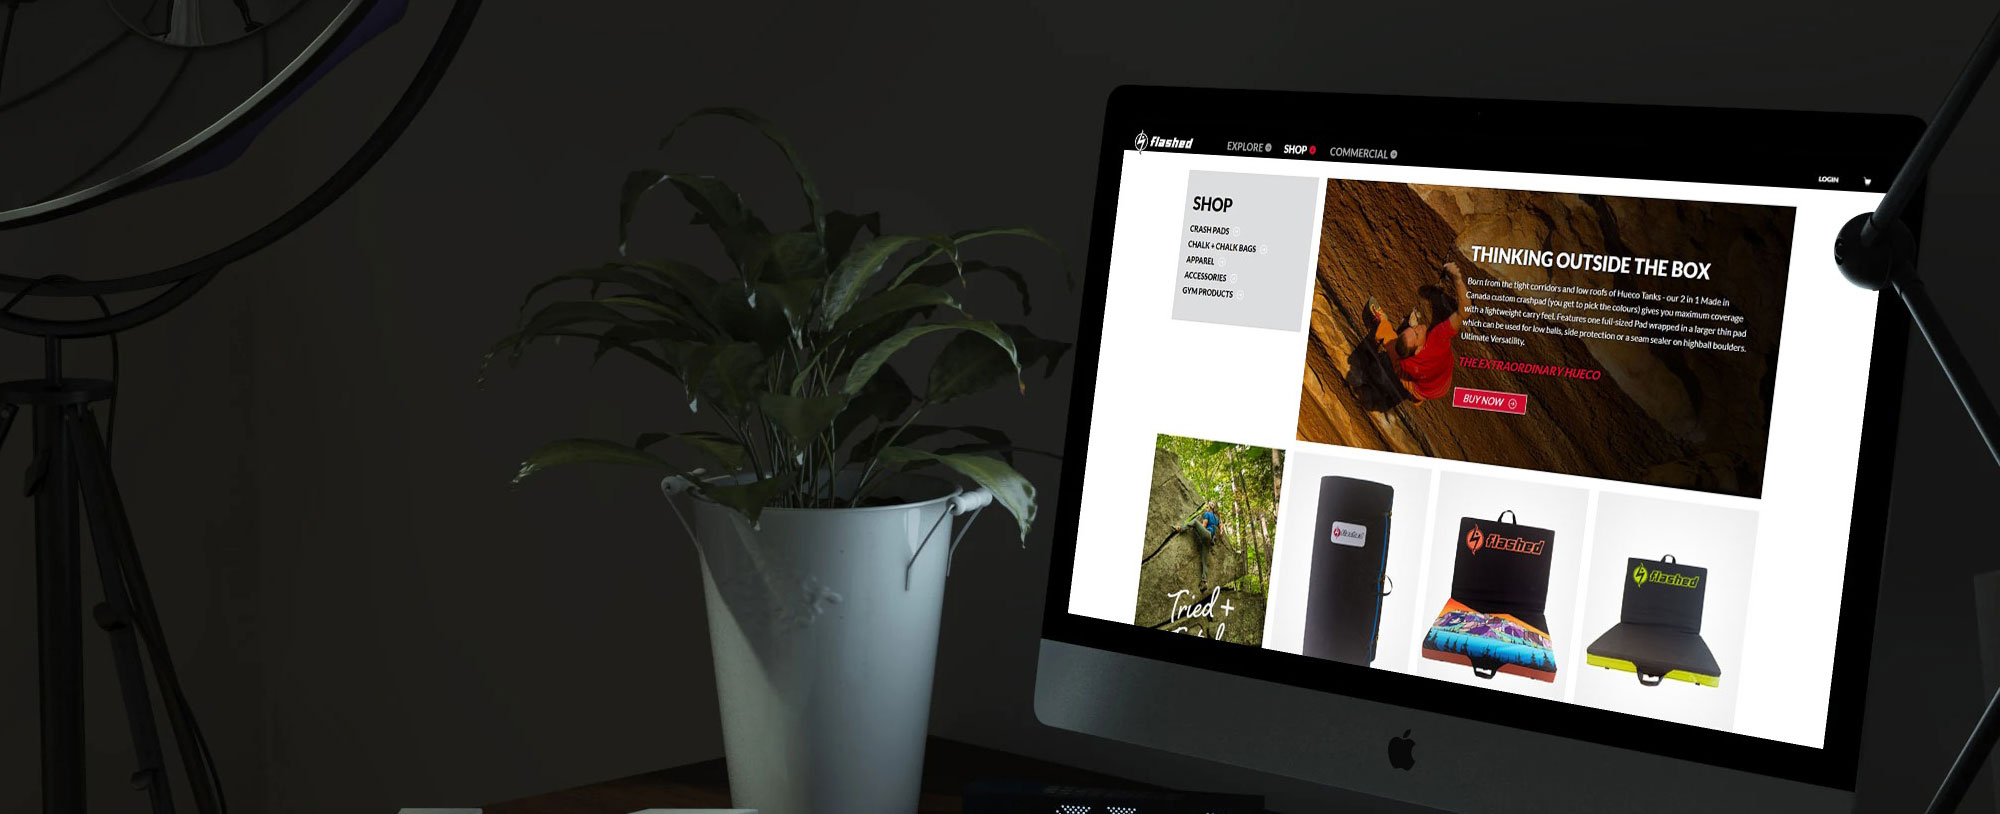 flashed
EXPLORE
SHOP
COMMERCIAL
LOGIN
SHOP
CRASH PADS
CHALK + CHALK BAGS
APPAREL
ACCESSORIES
GYM PRODUCTS
THINKING OUTSIDE THE BOX
Born from the tight corridors and low roofs of Hueco Tanks - our 2 in 1 Made in
Canada custom crashpad (you get to pick the colours) gives you maximum coverage
with a lightweight carry feel. Features one full-sized Pad wrapped in a larger thin pad
which can be used for low balls, side protection or a seam sealer on highball boulders.
Ultimate Versatility.
THE EXTRAORDINARY HUECO
BUY NOW
Tried +
flashed
flashed
flashed